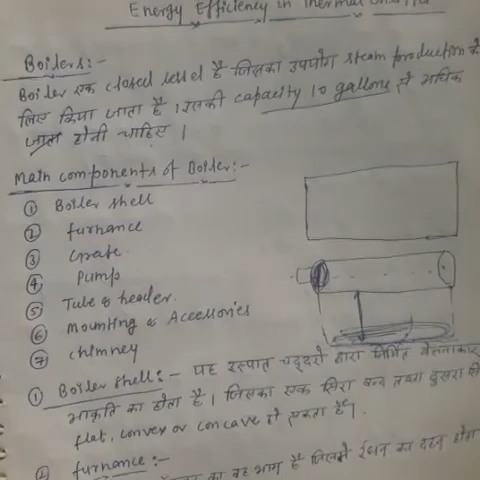 Energy Efficiency in Thermal
Boilers:-
Boiler एक closed vessel है जिसका उपयोग steam production के
लिए किया जाता है। इसकी capacity 10 gallons से अधिक
होनी चाहिए।
Main components of Boiler:-
① Boiler shell
② furnance
③ Grate.
④ Pump
⑤ Tube & header.
⑥ Mounting & Accessories
⑦ chimney
① Boiler shell:- यह इस्पात चद्दरों द्वारा निर्मित बेलनाकार
आकृति का होता है। जिसका एक सिरा बन्द तथा दुसरा
flat, convex or concave हो सकता है।
② furnance:-
का वह भाग है जिसमें ईंधन का दहन होता